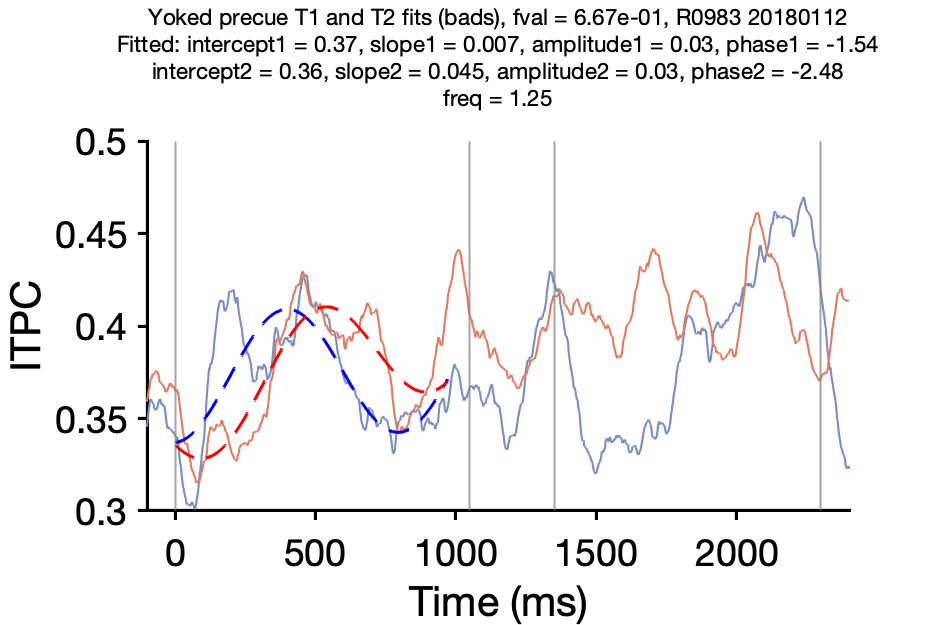 Yoked precue T1 and T2 fits (bads), fval = 6.67e-01, R0983 20180112
Fitted: intercept1 = 0.37, slope1 = 0.007, amplitude1 = 0.03, phase1 = -1.54
intercept2 = 0.36, slope2 = 0.045, amplitude2 = 0.03, phase2 = -2.48
freq = 1.25
0.5
0.45
0.4
0.35
0.3
ITPC
0
500
1000
1500
2000
Time (ms)